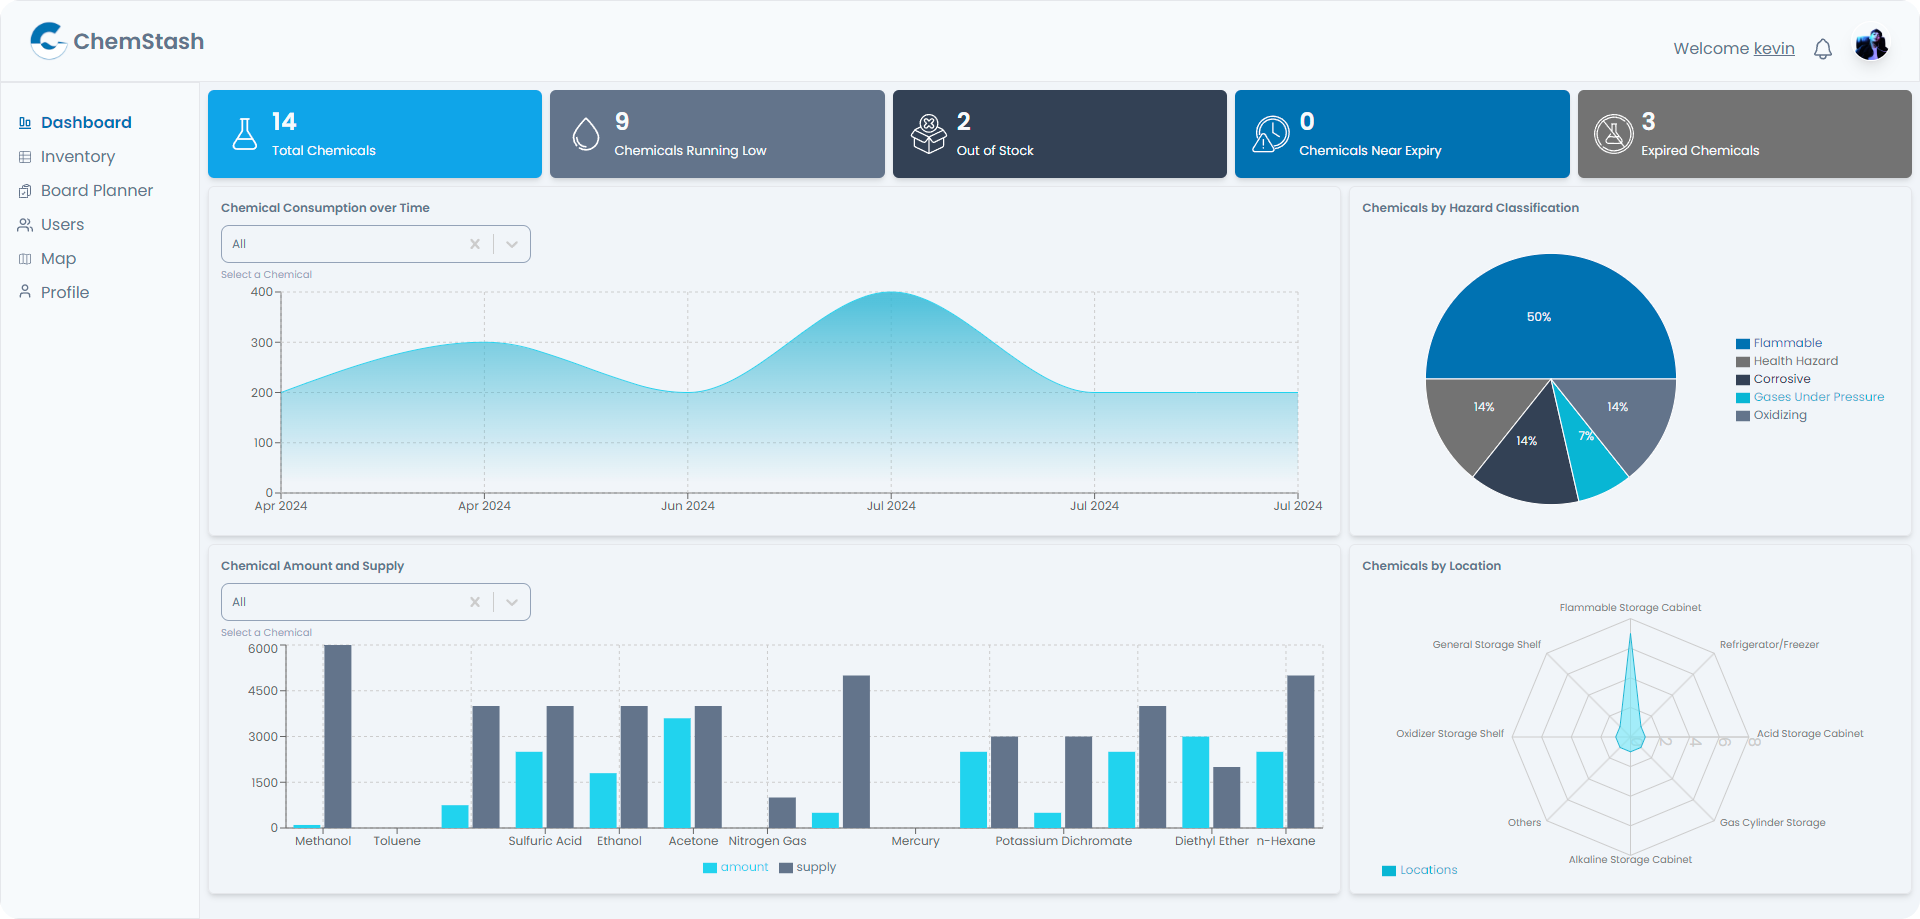 ChemStash
Welcome kevin
Dashboard
Inventory
Board Planner
Users
Map
Profile
14
Total Chemicals
9
Chemicals Running Low
2
Out of Stock
0
Chemicals Near Expiry
3
Expired Chemicals
Chemical Consumption over Time
All
Select a Chemical
400
300
200
100
0
Apr 2024 Apr 2024 Jun 2024 Jul 2024 Jul 2024 Jul 2024
Chemicals by Hazard Classification
50%
14%
14%
14%
7%
Flammable
Health Hazard
Corrosive
Gases Under Pressure
Oxidizing
Chemical Amount and Supply
All
Select a Chemical
6000
4500
3000
1500
0
Methanol Toluene Sulfuric Acid Ethanol Acetone Nitrogen Gas Mercury Potassium Dichromate Diethyl Ether n-Hexane
amount supply
Chemicals by Location
Flammable Storage Cabinet
General Storage Shelf
Refrigerator/Freezer
Oxidizer Storage Shelf
2 4 6 8
Acid Storage Cabinet
Others
Gas Cylinder Storage
Alkaline Storage Cabinet
Locations